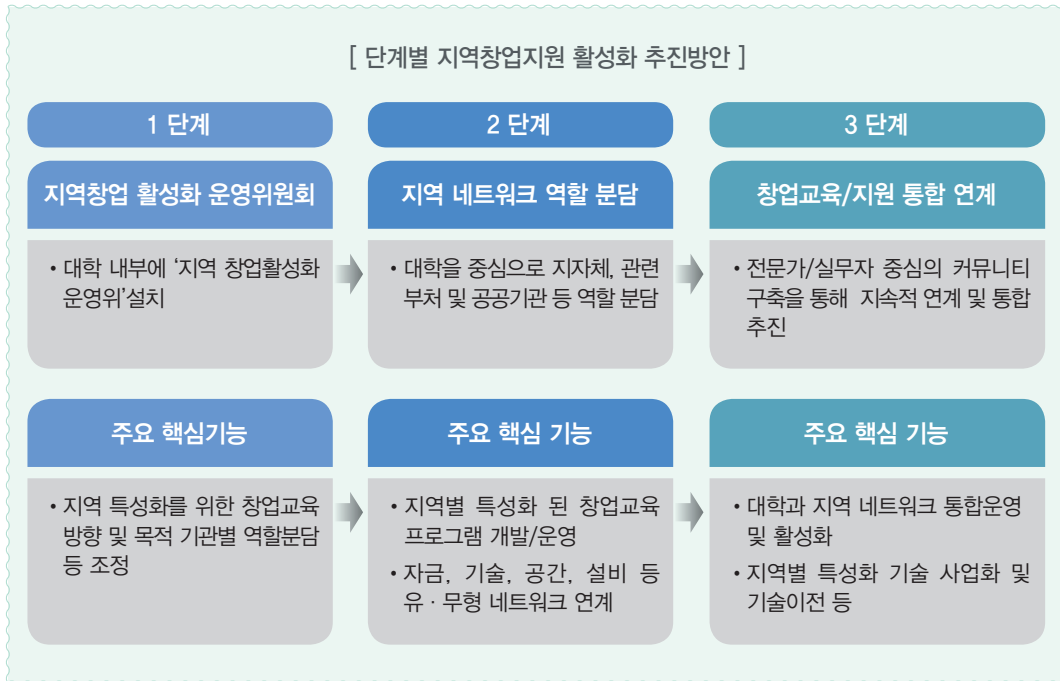 [ 단계별 지역창업지원 활성화 추진방안 ]
1 단계
지역창업 활성화 운영위원회
• 대학 내부에 ‘지역 창업활성화
운영위’설치
2 단계
지역 네트워크 역할 분담
• 대학을 중심으로 지자체, 관련
부처 및 공공기관 등 역할 분담
3 단계
창업교육/지원 통합 연계
• 전문가/실무자 중심의 커뮤니티
구축을 통해 지속적 연계 및 통합
추진
주요 핵심기능
• 지역 특성화를 위한 창업교육
방향 및 목적 기관별 역할분담
등 조정
주요 핵심 기능
• 지역별 특성화 된 창업교육
프로그램 개발/운영
• 자금, 기술, 공간, 설비 등
유 · 무형 네트워크 연계
주요 핵심 기능
• 대학과 지역 네트워크 통합운영
및 활성화
• 지역별 특성화 기술 사업화 및
기술이전 등